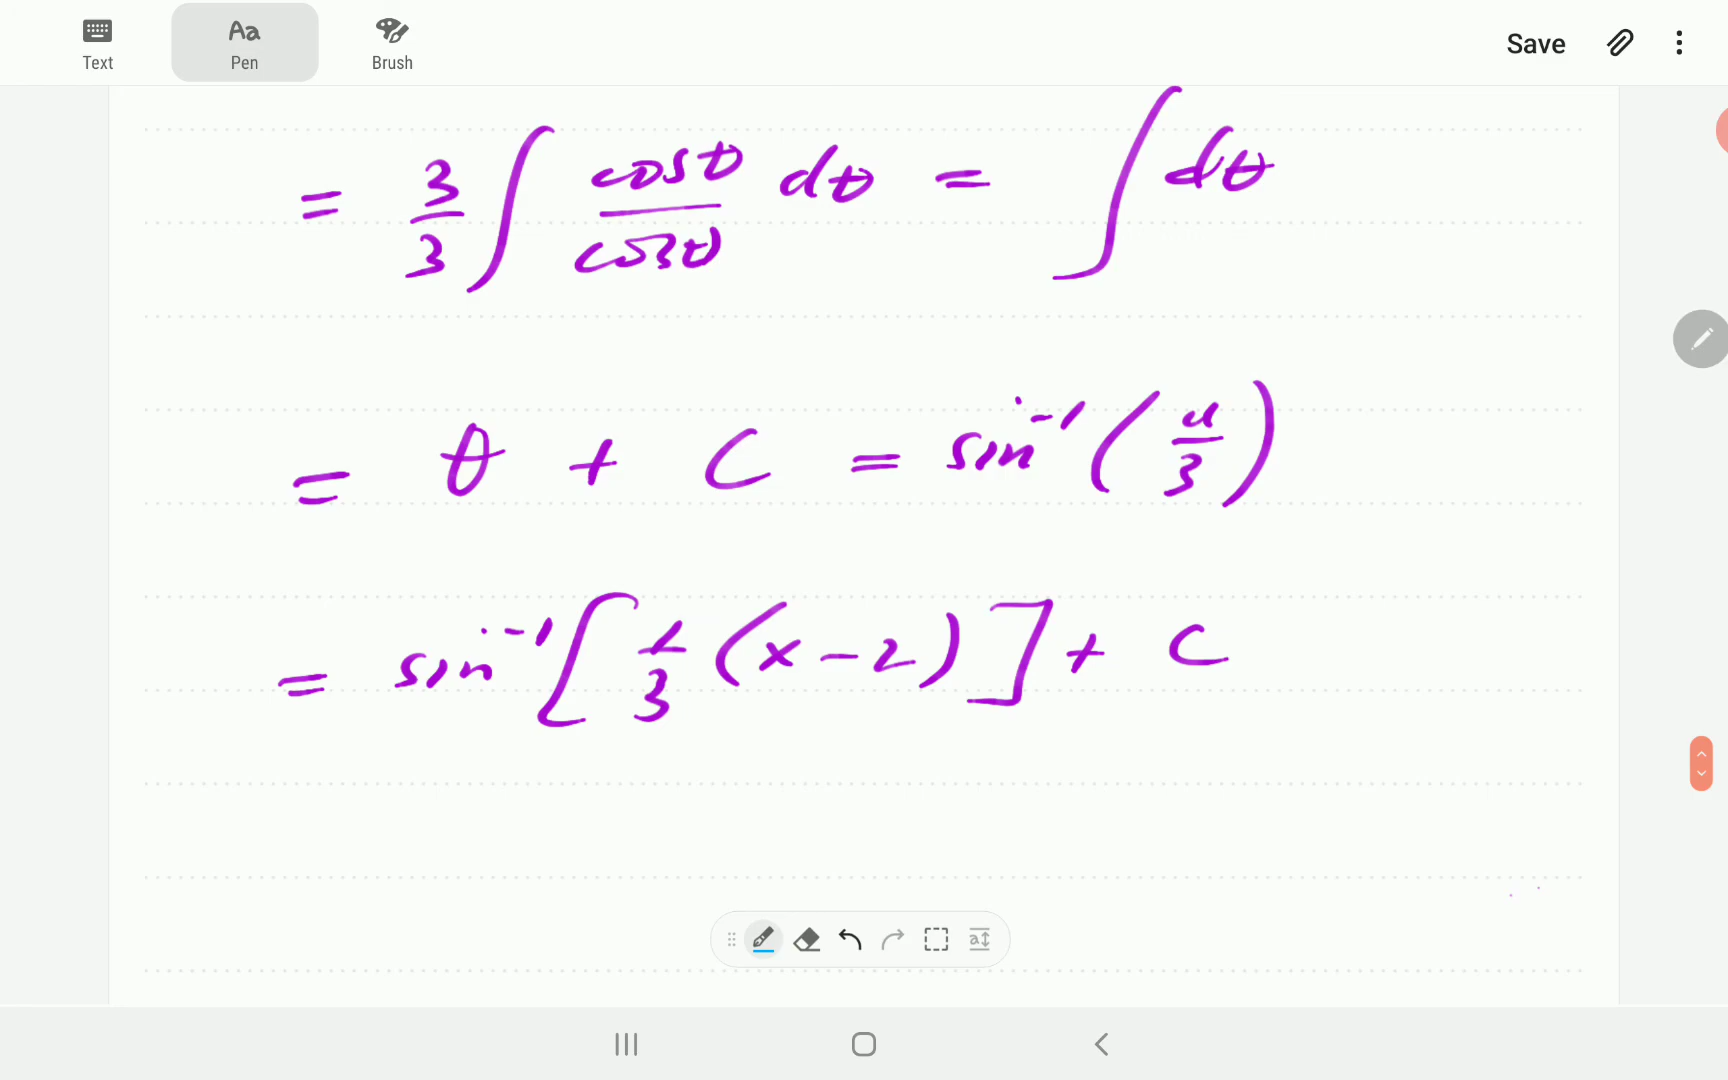 Text Pen Brush Save
= 3/3 ∫ cosθ/cosθ dθ = ∫ dθ
= θ + C = sin⁻¹(u/3)
= sin⁻¹[1/3(x-2)] + C